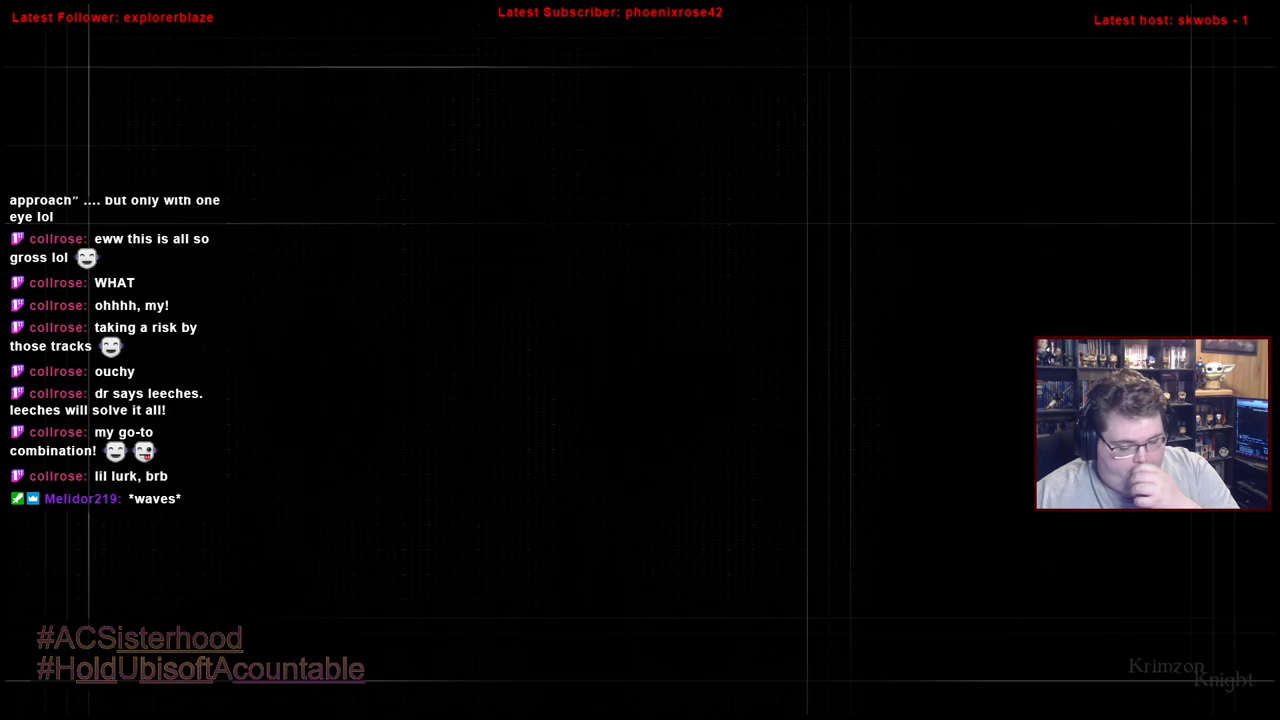 Latest Follower: explorerblaze
Latest Subscriber: phoenixrose42
Latest host: skwobs - 1
approach” .... but only with one
eye lol
collrose: eww this is all so
gross lol
collrose: WHAT
collrose: ohhhh, my!
collrose: taking a risk by
those tracks
collrose: ouchy
collrose: dr says leeches.
leeches will solve it all!
collrose: my go-to
combination!
collrose: lil lurk, brb
Melidor219: *waves*
#ACSisterhood
#HoldUbisoftAcountable
Krimzon
Knight